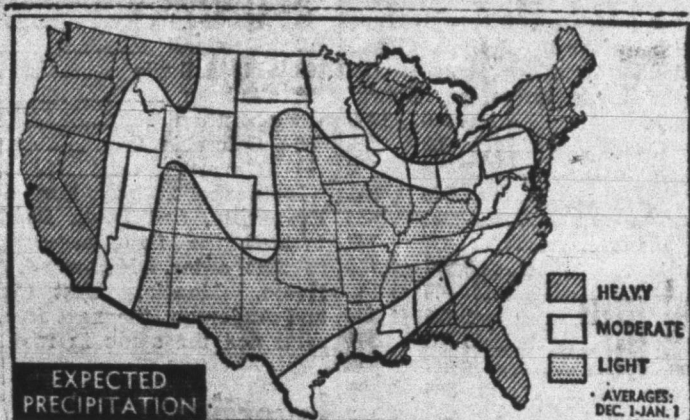 HEAVY
MODERATE
LIGHT
AVERAGES:
DEC. 1-JAN. 1
EXPECTED
PRECIPITATION